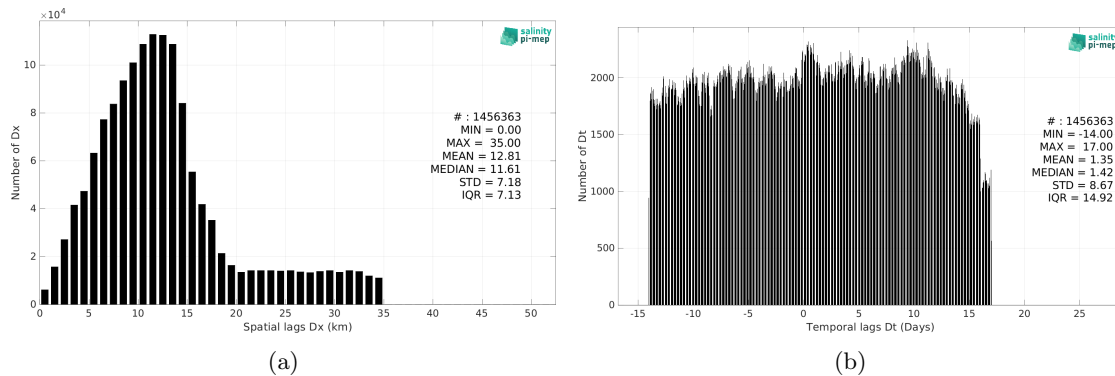 ×10⁴
salinity
pi-mep
10
8
6
4
2
0
Number of Dx
# : 1456363
MIN = 0.00
MAX = 35.00
MEAN = 12.81
MEDIAN = 11.61
STD = 7.18
IQR = 7.13
0 5 10 15 20 25 30 35 40 45 50
Spatial lags Dx (km)
(a)
salinity
pi-mep
2000
1500
1000
500
0
Number of Dt
# : 1456363
MIN = -14.00
MAX = 17.00
MEAN = 1.35
MEDIAN = 1.42
STD = 8.67
IQR = 14.92
-15 -10 -5 0 5 10 15 20 25
Temporal lags Dt (Days)
(b)